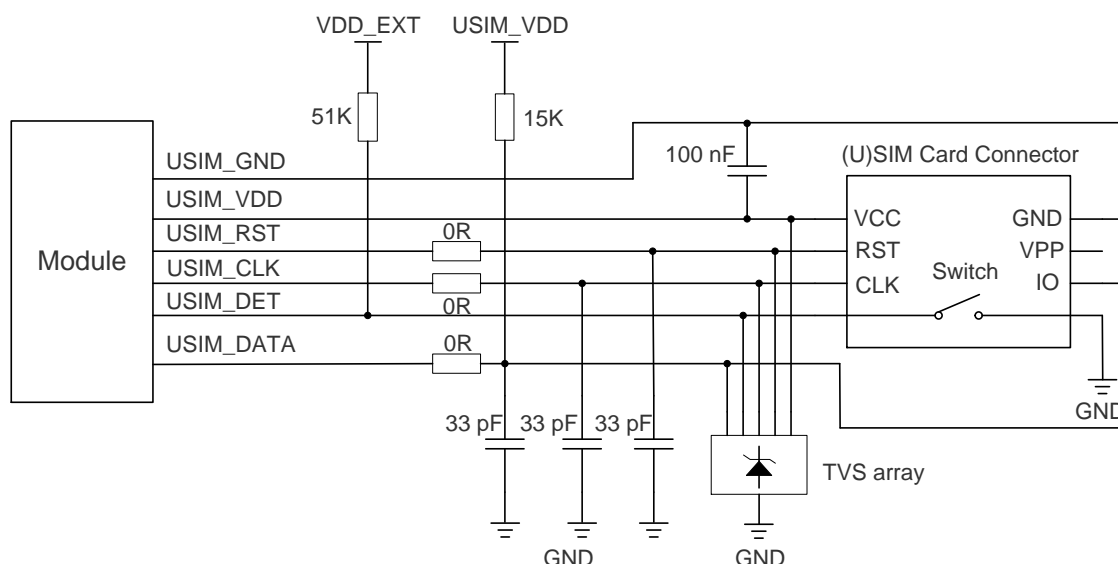 VDD_EXT
USIM_VDD
51K
15K
Module
USIM_GND
USIM_VDD
USIM_RST
USIM_CLK
USIM_DET
USIM_DATA
0R
0R
0R
100 nF
(U)SIM Card Connector
VCC
GND
RST
VPP
CLK
Switch
IO
GND
33 pF
33 pF
33 pF
TVS array
GND
GND